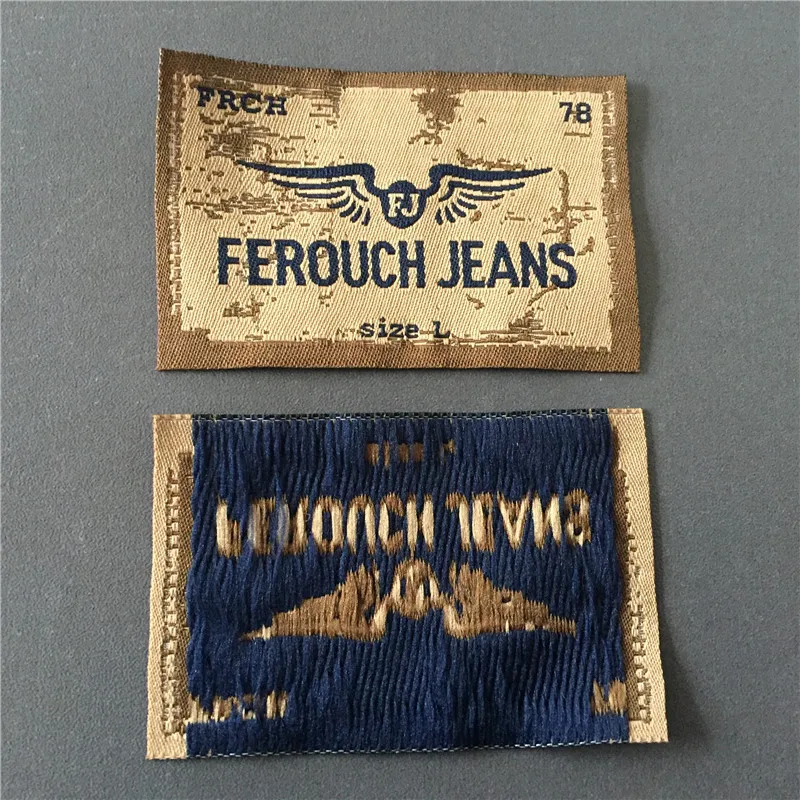 FRCH 78
FJ
FEROUCH JEANS
size L